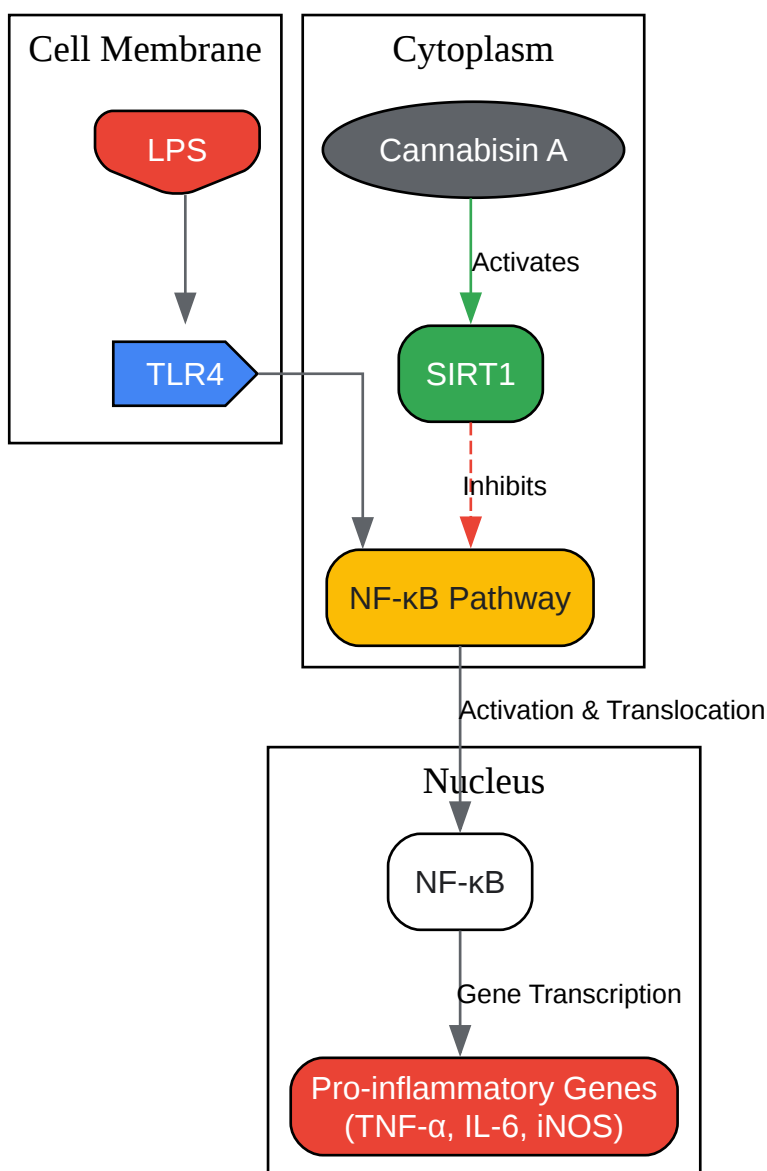 Cell Membrane
LPS
TLR4
Cytoplasm
Cannabisin A
Activates
SIRT1
Inhibits
NF-κB Pathway
Activation & Translocation
Nucleus
NF-κB
Gene Transcription
Pro-inflammatory Genes
(TNF-α, IL-6, iNOS)